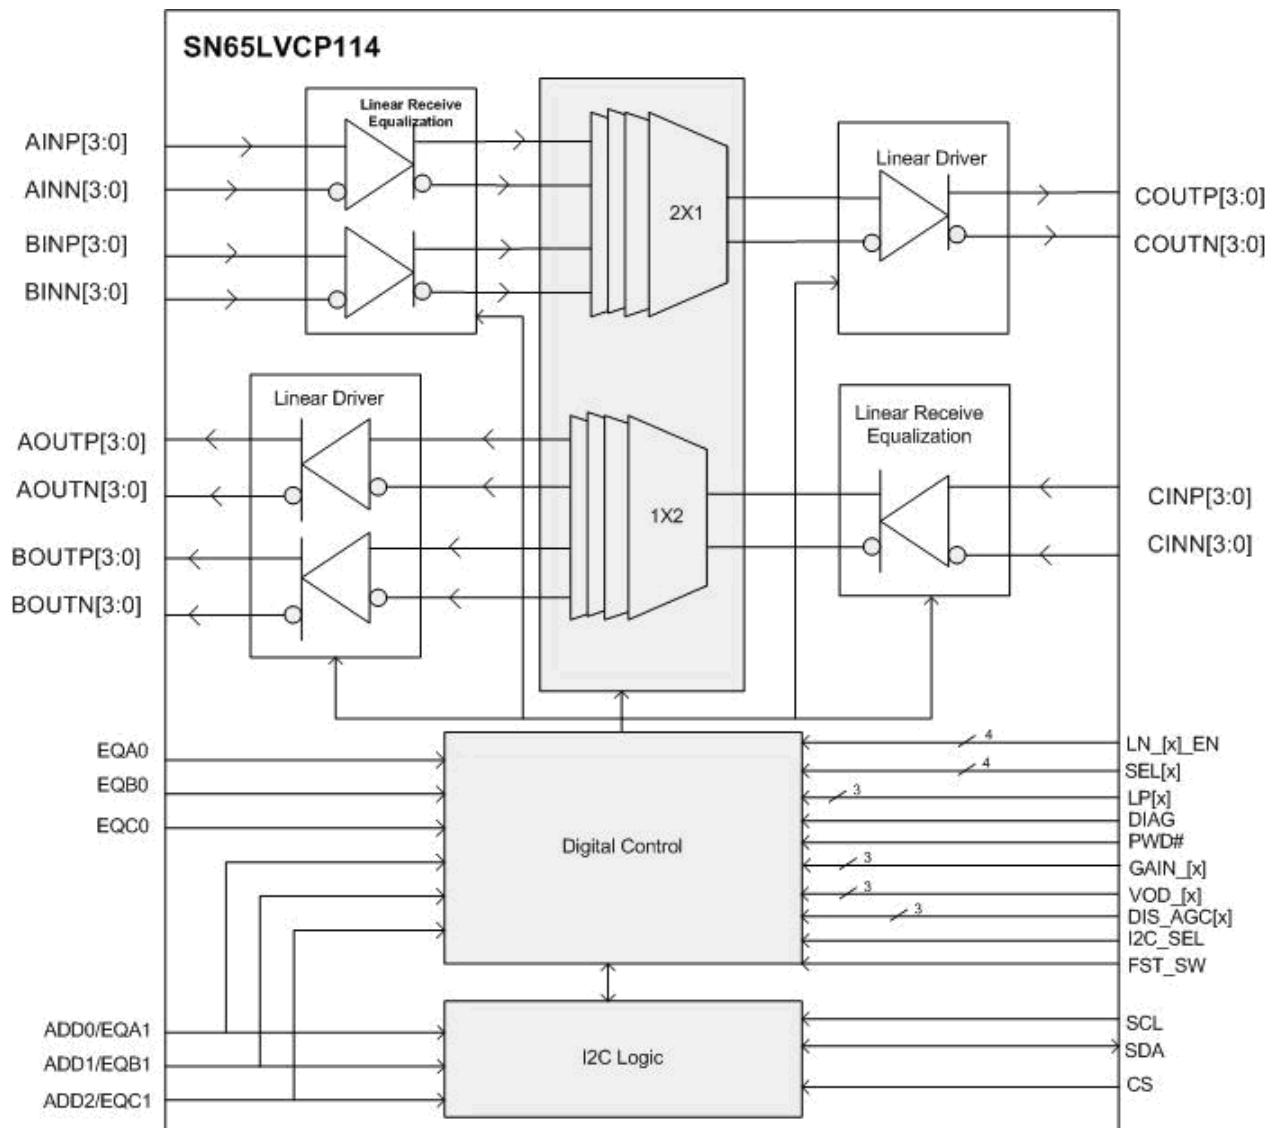 SN65LVCP114
Linear Receive
Equalization
AINP[3:0]
AINN[3:0]
BINP[3:0]
BINN[3:0]
2X1
Linear Driver
COUTP[3:0]
COUTN[3:0]
Linear Driver
AOUTP[3:0]
AOUTN[3:0]
BOUTP[3:0]
BOUTN[3:0]
1X2
Linear Receive
Equalization
CINP[3:0]
CINN[3:0]
EQA0
EQB0
EQC0
Digital Control
4
LN_[x]_EN
4
SEL[x]
3
LP[x]
DIAG
PWD#
3
GAIN_[x]
3
VOD_[x]
3
DIS_AGC[x]
I2C_SEL
FST_SW
ADD0/EQA1
ADD1/EQB1
ADD2/EQC1
I2C Logic
SCL
SDA
CS